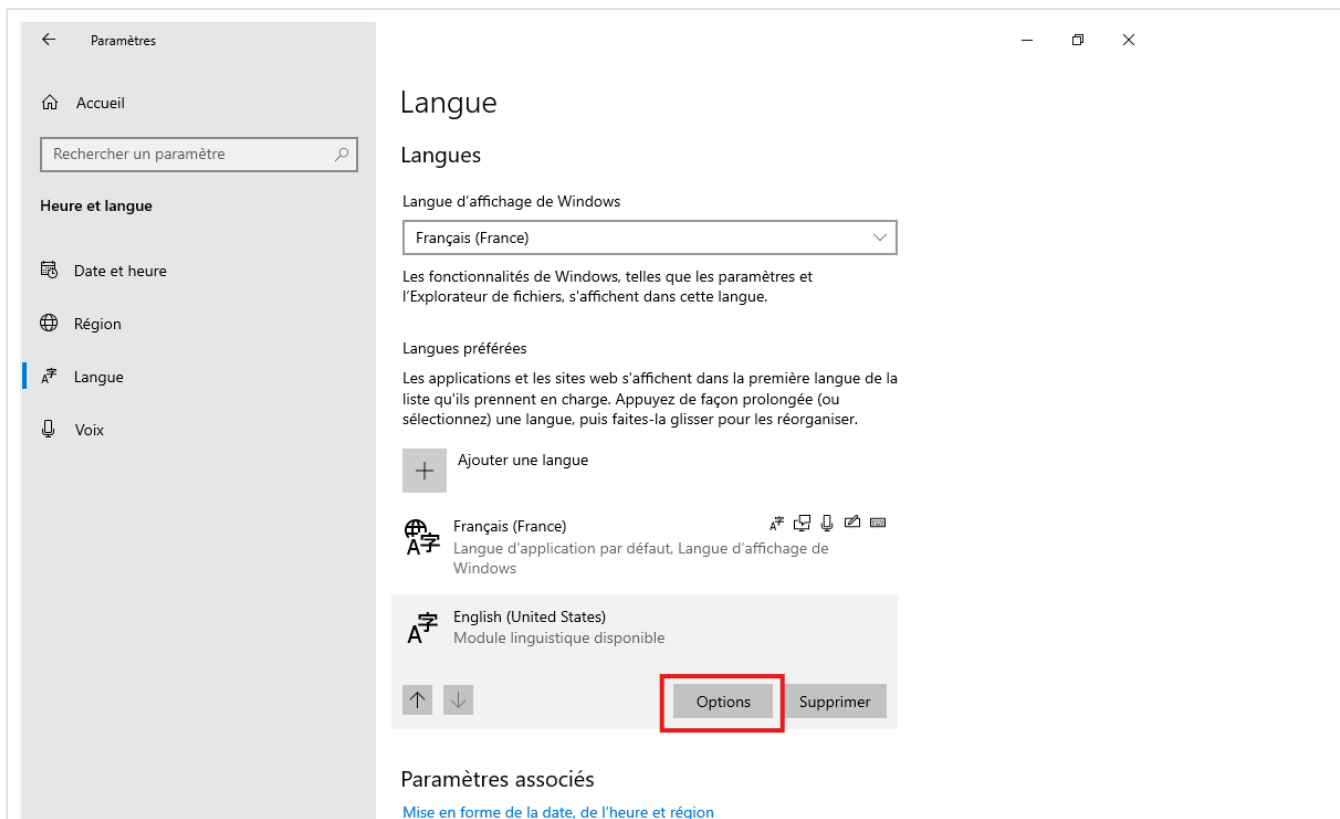 Paramètres
Accueil
Rechercher un paramètre
Heure et langue
Date et heure
Région
Langue
Voix
Langue
Langues
Langue d’affichage de Windows
Français (France)
Les fonctionnalités de Windows, telles que les paramètres et
l’Explorateur de fichiers, s'affichent dans cette langue.
Langues préférées
Les applications et les sites web s'affichent dans la première langue de la
liste qu'ils prennent en charge. Appuyez de façon prolongée (ou
sélectionnez) une langue, puis faites-la glisser pour les réorganiser.
Ajouter une langue
Français (France)
Langue d'application par défaut, Langue d’affichage de
Windows
English (United States)
Module linguistique disponible
Options
Supprimer
Paramètres associés
Mise en forme de la date, de l’heure et région